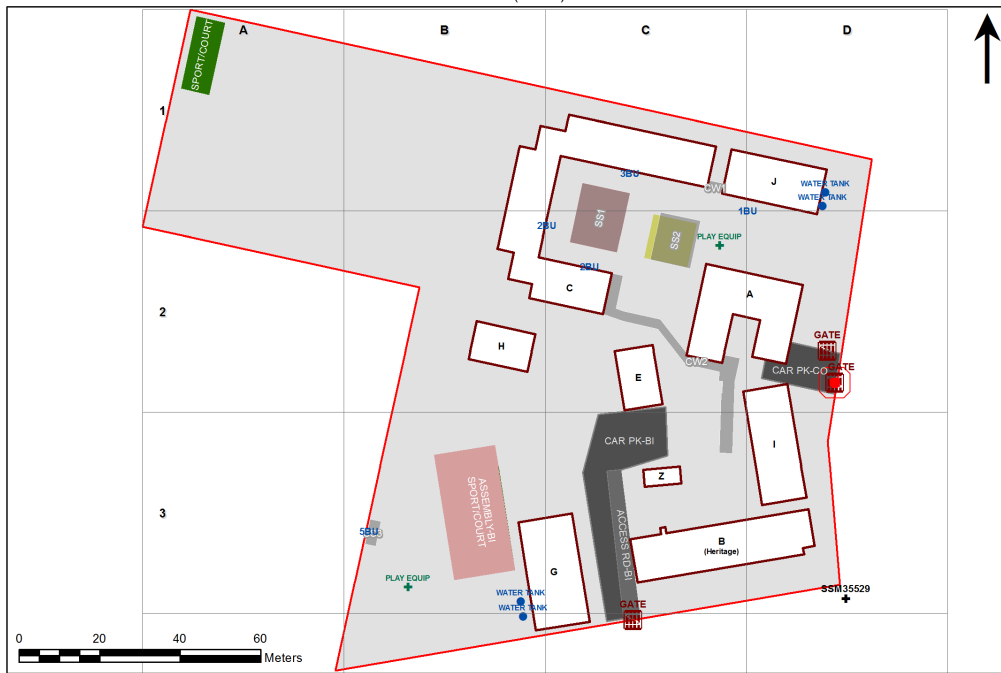 A
B
C
D
1
SPORT/COURT
3BU
CW1
J
WATER TANK
WATER TANK
1BU
SS1
2BU
SS2
PLAY EQUIP
2BU
C
A
2
H
GATE
E
CW2
CAR PK-CO
GATE
CAR PK-BI
I
Z
3
ASSEMBLY-BI
SPORT/COURT
ACCESS RD-BI
5BU
B
(Heritage)
G
PLAY EQUIP
WATER TANK
WATER TANK
GATE
SSM35529
0
20
40
60
Meters